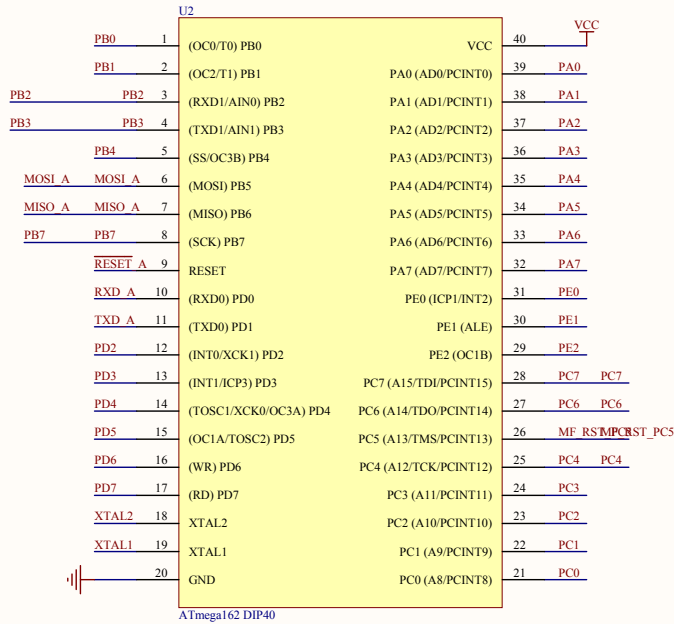 U2
VCC
PB0 1 (OC0/T0) PB0 VCC 40
PB1 2 (OC2/T1) PB1 PA0 (AD0/PCINT0) 39 PA0
PB2 PB2 3 (RXD1/AIN0) PB2 PA1 (AD1/PCINT1) 38 PA1
PB3 PB3 4 (TXD1/AIN1) PB3 PA2 (AD2/PCINT2) 37 PA2
PB4 5 (SS/OC3B) PB4 PA3 (AD3/PCINT3) 36 PA3
MOSI_A MOSI_A 6 (MOSI) PB5 PA4 (AD4/PCINT4) 35 PA4
MISO_A MISO_A 7 (MISO) PB6 PA5 (AD5/PCINT5) 34 PA5
PB7 PB7 8 (SCK) PB7 PA6 (AD6/PCINT6) 33 PA6
RESET_A 9 RESET PA7 (AD7/PCINT7) 32 PA7
RXD_A 10 (RXD0) PD0 PE0 (ICP1/INT2) 31 PE0
TXD_A 11 (TXD0) PD1 PE1 (ALE) 30 PE1
PD2 12 (INT0/XCK1) PD2 PE2 (OC1B) 29 PE2
PD3 13 (INT1/ICP3) PD3 PC7 (A15/TDI/PCINT15) 28 PC7 PC7
PD4 14 (TOSC1/XCK0/OC3A) PD4 PC6 (A14/TDO/PCINT14) 27 PC6 PC6
PD5 15 (OC1A/TOSC2) PD5 PC5 (A13/TMS/PCINT13) 26 MF_RST_PC5
PD6 16 (WR) PD6 PC4 (A12/TCK/PCINT12) 25 PC4 PC4
PD7 17 (RD) PD7 PC3 (A11/PCINT11) 24 PC3
XTAL2 18 XTAL2 PC2 (A10/PCINT10) 23 PC2
XTAL1 19 XTAL1 PC1 (A9/PCINT9) 22 PC1
20 GND PC0 (A8/PCINT8) 21 PC0
ATmega162 DIP40